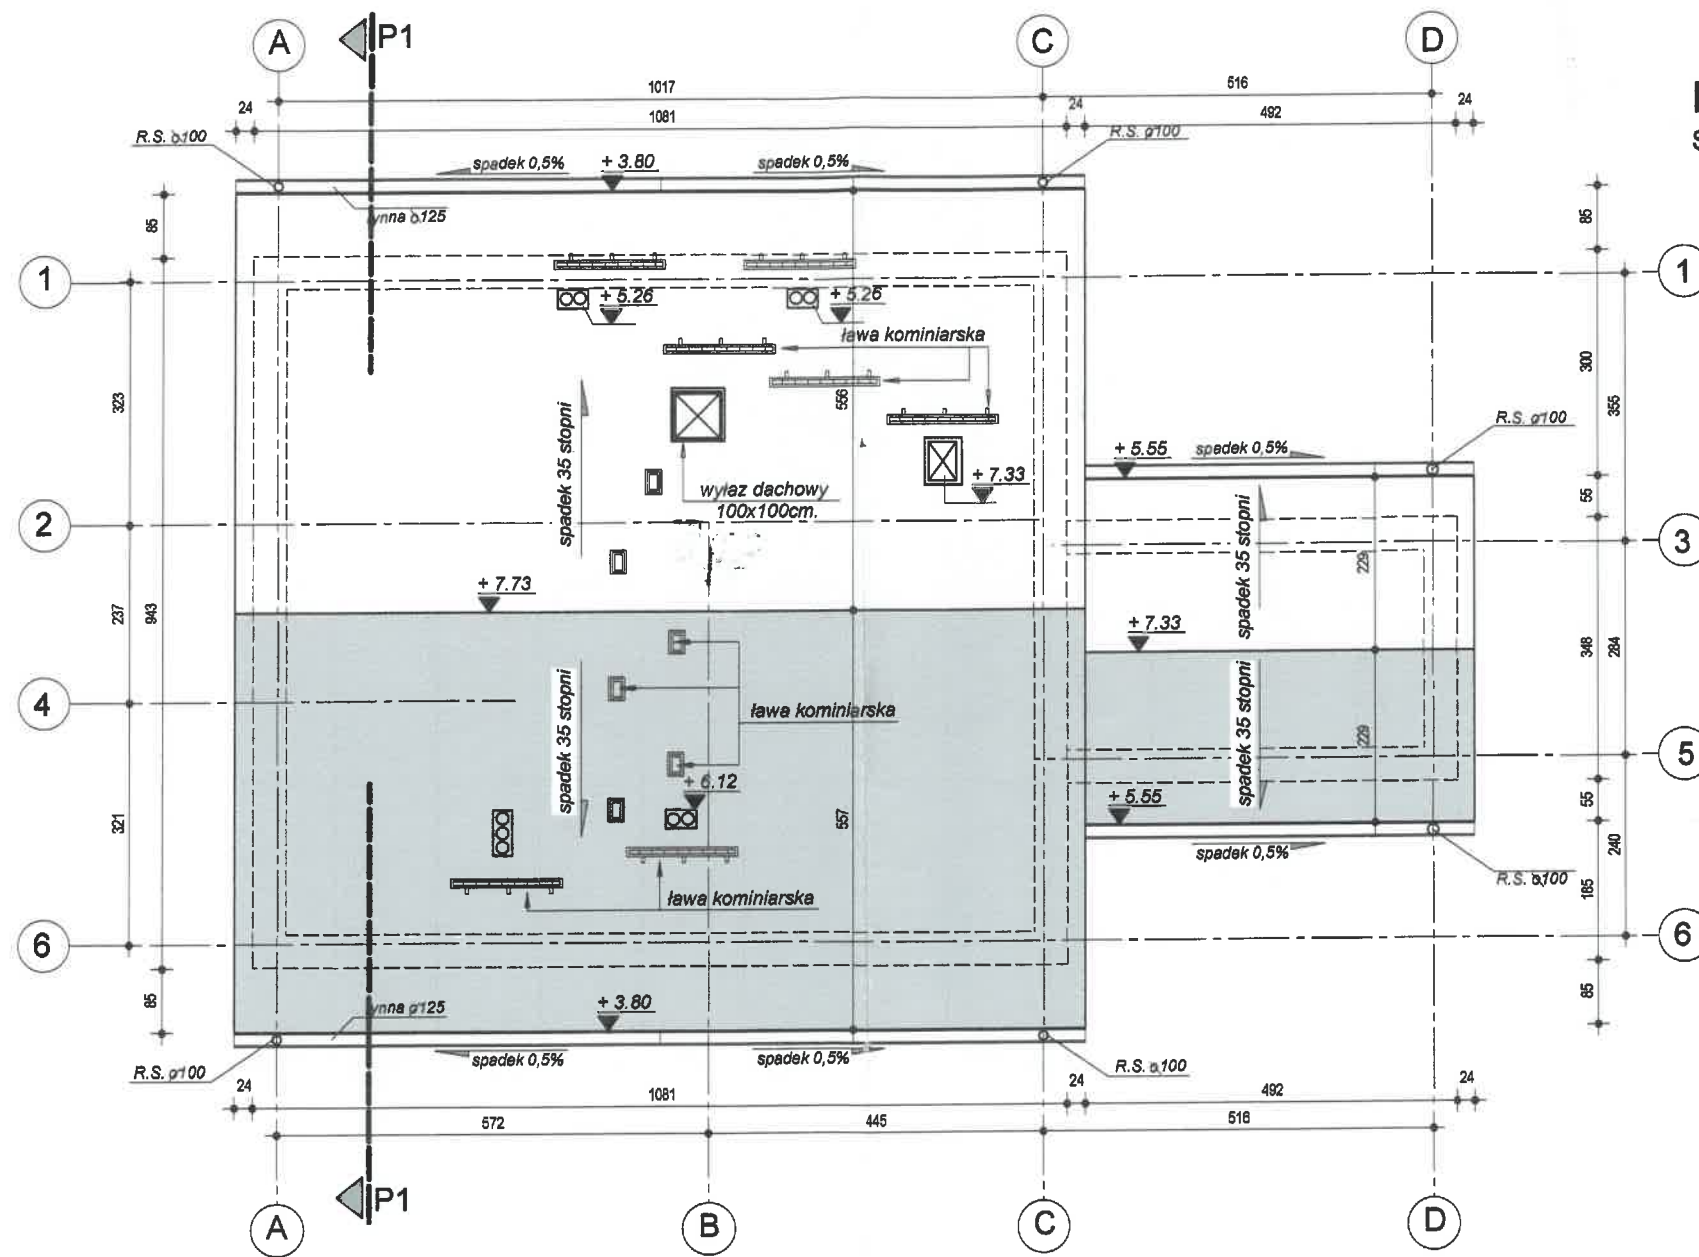 A
P1
C
D
1017
516
24
1081
24
492
24
R.S. ø100
R.S. ø100
spadek 0,5%
+ 3.80
spadek 0,5%
ynna ø125
85
85
1
1
+ 5.26
+ 5.26
ława kominiarska
323
556
300
355
spadek 35 stopni
R.S. ø100
+ 5.55
spadek 0,5%
+ 7.33
wyłaz dachowy
100x100cm.
55
2
3
spadek 35 stopni
229
+ 7.73
237
943
+ 7.33
348
284
4
ława kominiarska
spadek 35 stopni
spadek 35 stopni
229
5
+ 6.12
+ 5.55
55
321
557
240
spadek 0,5%
R.S. ø100
185
ława kominiarska
6
6
85
85
ynna ø125
+ 3.80
spadek 0,5%
spadek 0,5%
R.S. ø100
R.S. ø100
24
1081
24
492
24
572
445
516
P1
A
B
C
D